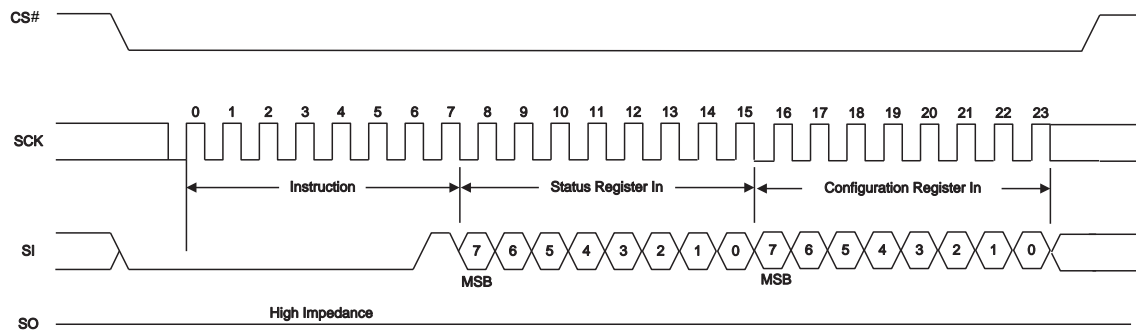 CS#
0 1 2 3 4 5 6 7 8 9 10 11 12 13 14 15 16 17 18 19 20 21 22 23
SCK
Instruction Status Register In Configuration Register In
SI 7 6 5 4 3 2 1 0 7 6 5 4 3 2 1 0
MSB MSB
High Impedance
SO